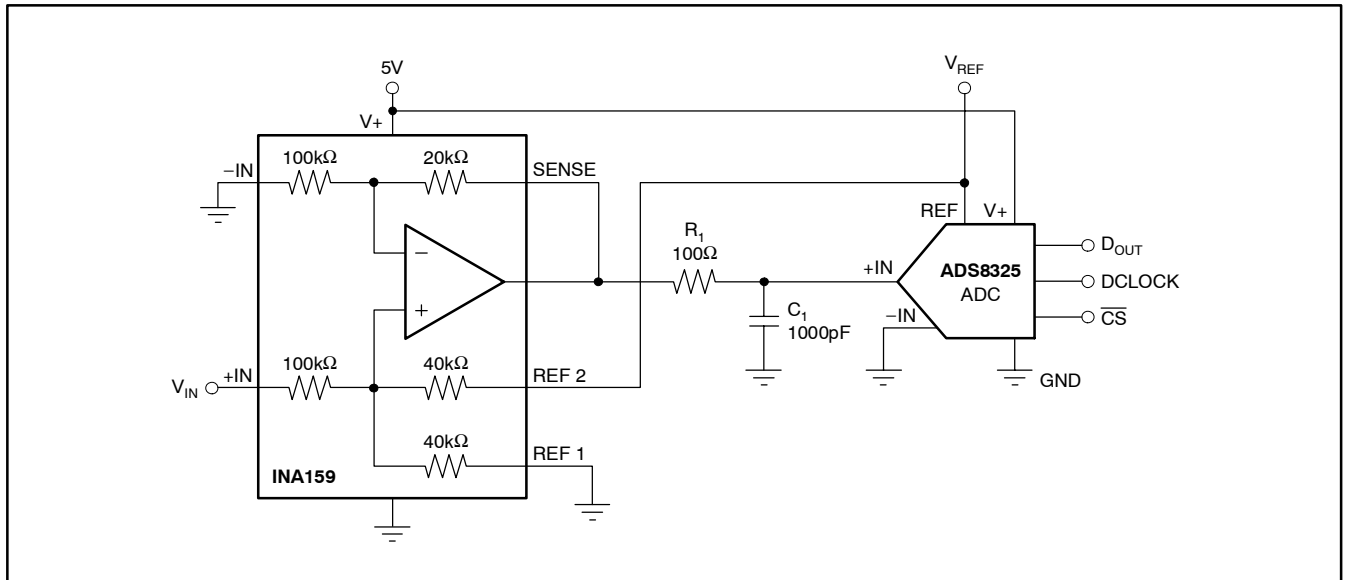 5V
V+
VREF
−IN
100kΩ
20kΩ
SENSE
REF
V+
R1
100Ω
−
+
+IN
ADS8325
ADC
−IN
DOUT
DCLOCK
C̅S̅
C1
1000pF
GND
VIN
+IN
100kΩ
40kΩ
REF 2
40kΩ
REF 1
INA159